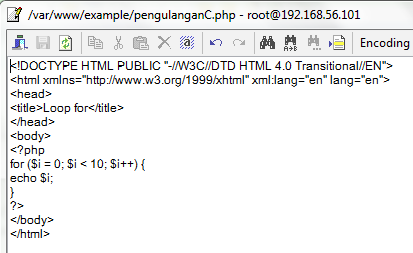 /var/www/example/pengulanganC.php - root@192.168.56.101
Encoding
<!DOCTYPE HTML PUBLIC "-//W3C//DTD HTML 4.0 Transitional//EN">
<html xmlns="http://www.w3.org/1999/xhtml" xml:lang="en" lang="en">
<head>
<title>Loop for</title>
</head>
<body>
<?php
for ($i = 0; $i < 10; $i++) {
echo $i;
}
?>
</body>
</html>